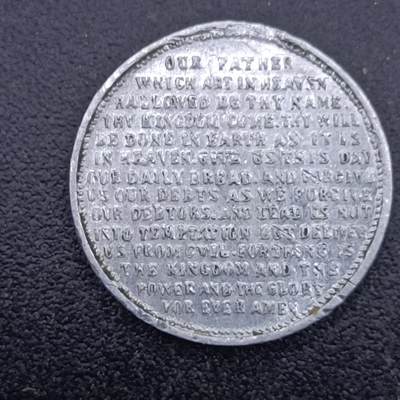 OUR FATHER
WHICH ART IN HEAVEN
HALLOWED BE THY NAME.
THY KINGDOM COME. THY WILL
BE DONE IN EARTH AS IT IS
IN HEAVEN. GIVE US THIS DAY
OUR DAILY BREAD. AND FORGIVE
US OUR DEBTS AS WE FORGIVE
OUR DEBTORS. AND LEAD US NOT
INTO TEMPTATION BUT DELIVER
US FROM EVIL. FOR THINE IS
THE KINGDOM AND THE
POWER AND THE GLORY
FOR EVER AMEN